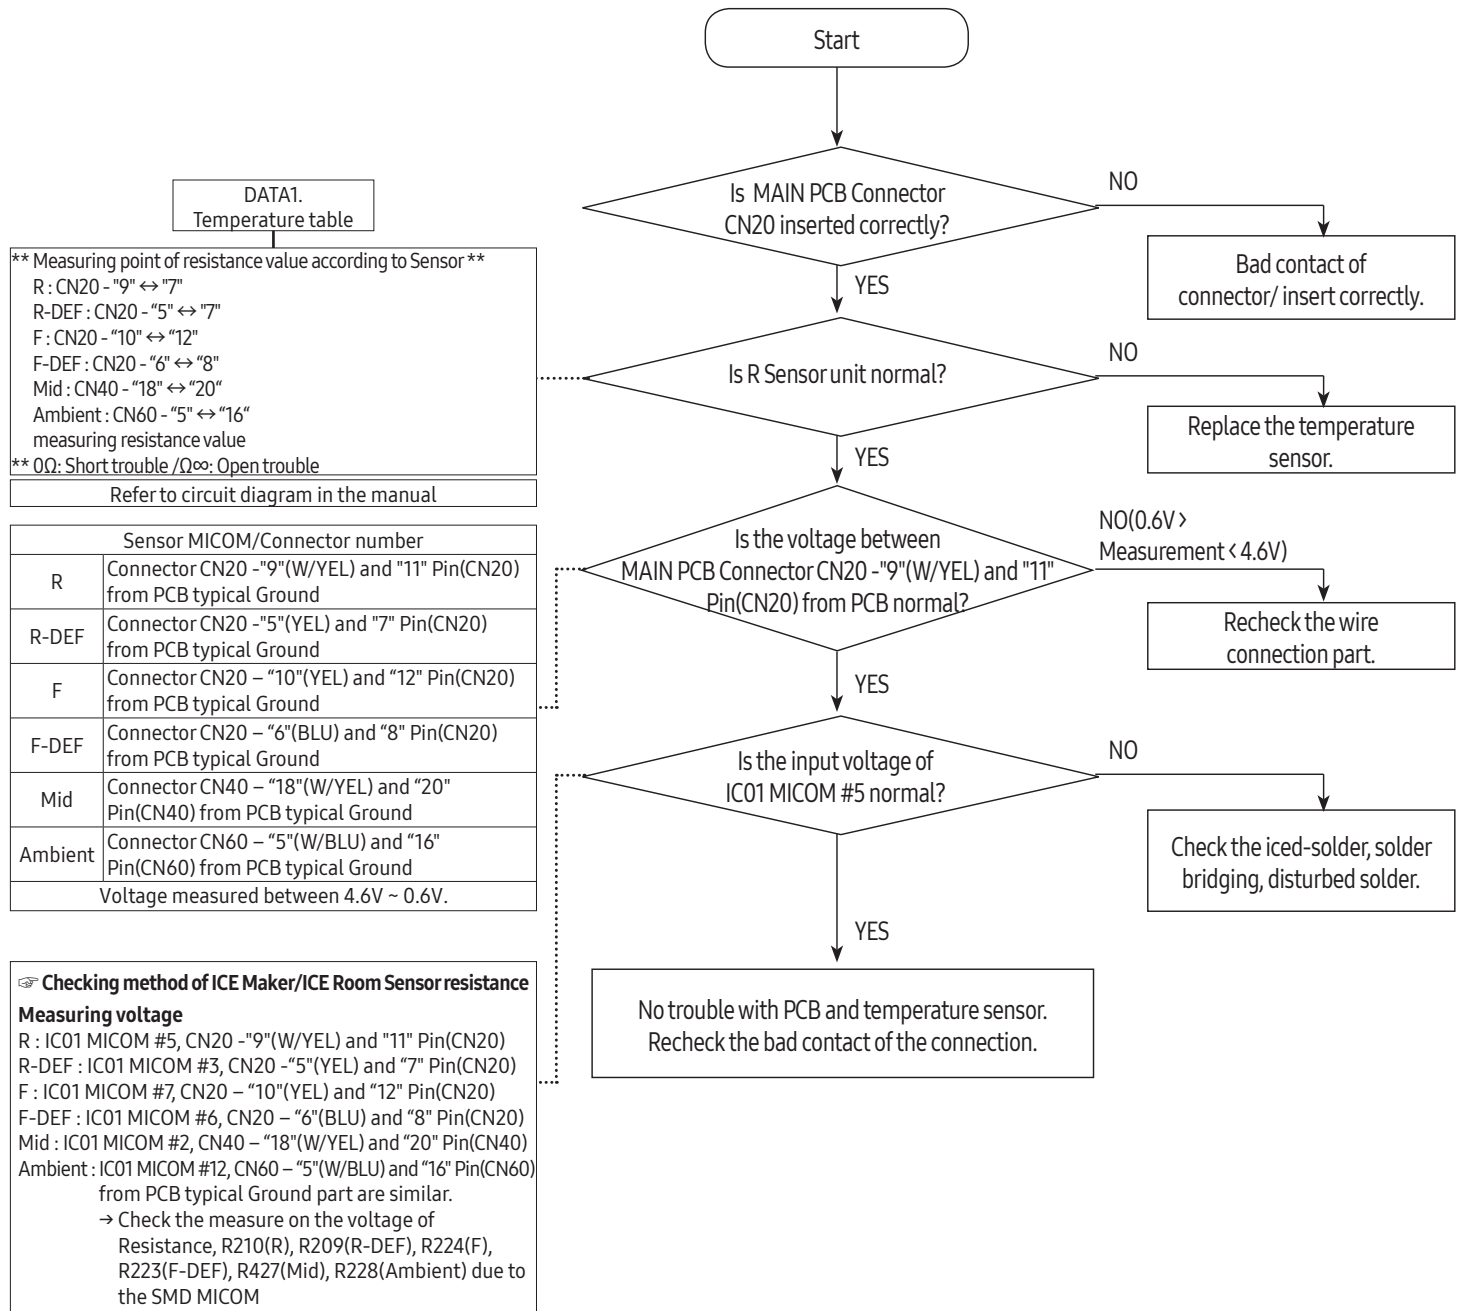 Start
Is MAIN PCB Connector
CN20 inserted correctly?
NO
Bad contact of
connector/ insert correctly.
YES
Is R Sensor unit normal?
NO
Replace the temperature
sensor.
YES
Is the voltage between
MAIN PCB Connector CN20 -"9"(W/YEL) and "11"
Pin(CN20) from PCB normal?
NO(0.6V >
Measurement < 4.6V)
Recheck the wire
connection part.
YES
Is the input voltage of
IC01 MICOM #5 normal?
NO
Check the iced-solder, solder
bridging, disturbed solder.
YES
No trouble with PCB and temperature sensor.
Recheck the bad contact of the connection.
DATA1.
Temperature table
** Measuring point of resistance value according to Sensor **
R : CN20 - "9" ↔ "7"
R-DEF : CN20 - “5" ↔ "7"
F : CN20 - “10" ↔ “12"
F-DEF : CN20 - “6" ↔ “8"
Mid : CN40 - “18" ↔ “20“
Ambient : CN60 - “5" ↔ “16“
measuring resistance value
** 0Ω: Short trouble /Ω∞: Open trouble
Refer to circuit diagram in the manual
Sensor MICOM/Connector number
R
Connector CN20 -"9"(W/YEL) and "11" Pin(CN20)
from PCB typical Ground
R-DEF
Connector CN20 -"5"(YEL) and "7" Pin(CN20)
from PCB typical Ground
F
Connector CN20 – “10"(YEL) and “12" Pin(CN20)
from PCB typical Ground
F-DEF
Connector CN20 – “6"(BLU) and “8" Pin(CN20)
from PCB typical Ground
Mid
Connector CN40 – “18"(W/YEL) and “20"
Pin(CN40) from PCB typical Ground
Ambient
Connector CN60 – “5"(W/BLU) and “16"
Pin(CN60) from PCB typical Ground
Voltage measured between 4.6V ~ 0.6V.
☞ Checking method of ICE Maker/ICE Room Sensor resistance
Measuring voltage
R : IC01 MICOM #5, CN20 -"9"(W/YEL) and "11" Pin(CN20)
R-DEF : IC01 MICOM #3, CN20 -“5"(YEL) and “7" Pin(CN20)
F : IC01 MICOM #7, CN20 – “10"(YEL) and “12" Pin(CN20)
F-DEF : IC01 MICOM #6, CN20 – “6"(BLU) and “8" Pin(CN20)
Mid : IC01 MICOM #2, CN40 – “18"(W/YEL) and “20" Pin(CN40)
Ambient : IC01 MICOM #12, CN60 – “5"(W/BLU) and “16" Pin(CN60)
from PCB typical Ground part are similar.
→ Check the measure on the voltage of
Resistance, R210(R), R209(R-DEF), R224(F),
R223(F-DEF), R427(Mid), R228(Ambient) due to
the SMD MICOM